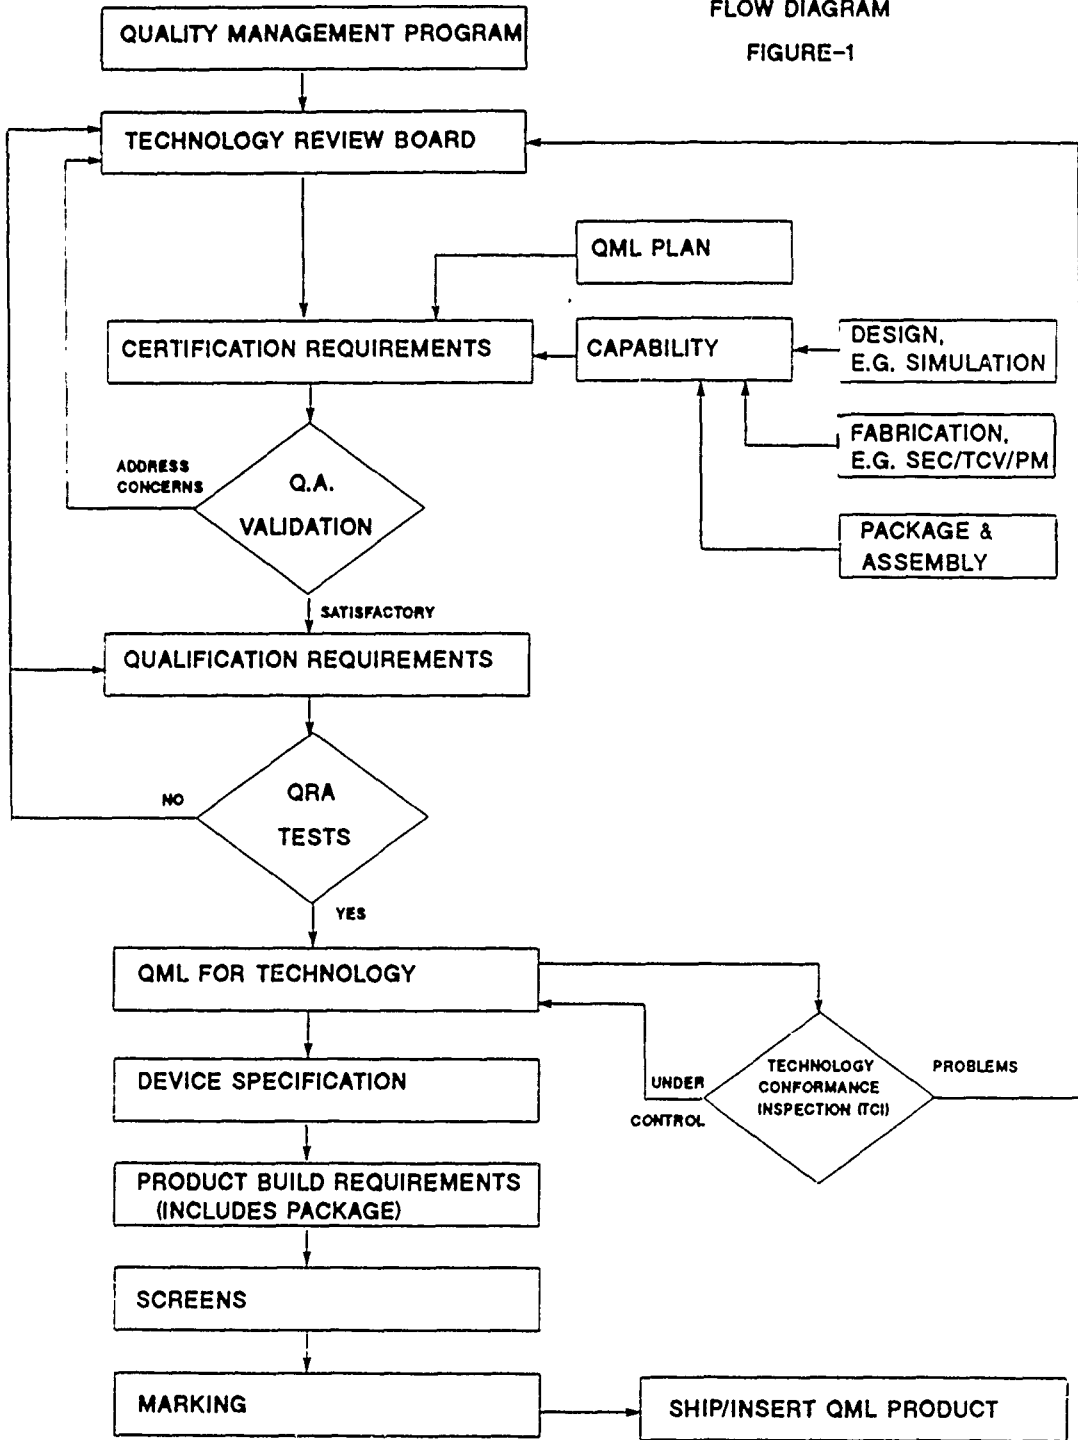 FLOW DIAGRAM
FIGURE-1
QUALITY MANAGEMENT PROGRAM
TECHNOLOGY REVIEW BOARD
QML PLAN
CERTIFICATION REQUIREMENTS
CAPABILITY
DESIGN,
E.G. SIMULATION
FABRICATION,
E.G. SEC/TCV/PM
PACKAGE &
ASSEMBLY
ADDRESS
CONCERNS
Q.A.
VALIDATION
SATISFACTORY
QUALIFICATION REQUIREMENTS
NO
QRA
TESTS
YES
QML FOR TECHNOLOGY
UNDER
CONTROL
TECHNOLOGY
CONFORMANCE
INSPECTION (TCI)
PROBLEMS
DEVICE SPECIFICATION
PRODUCT BUILD REQUIREMENTS
(INCLUDES PACKAGE)
SCREENS
MARKING
SHIP/INSERT QML PRODUCT